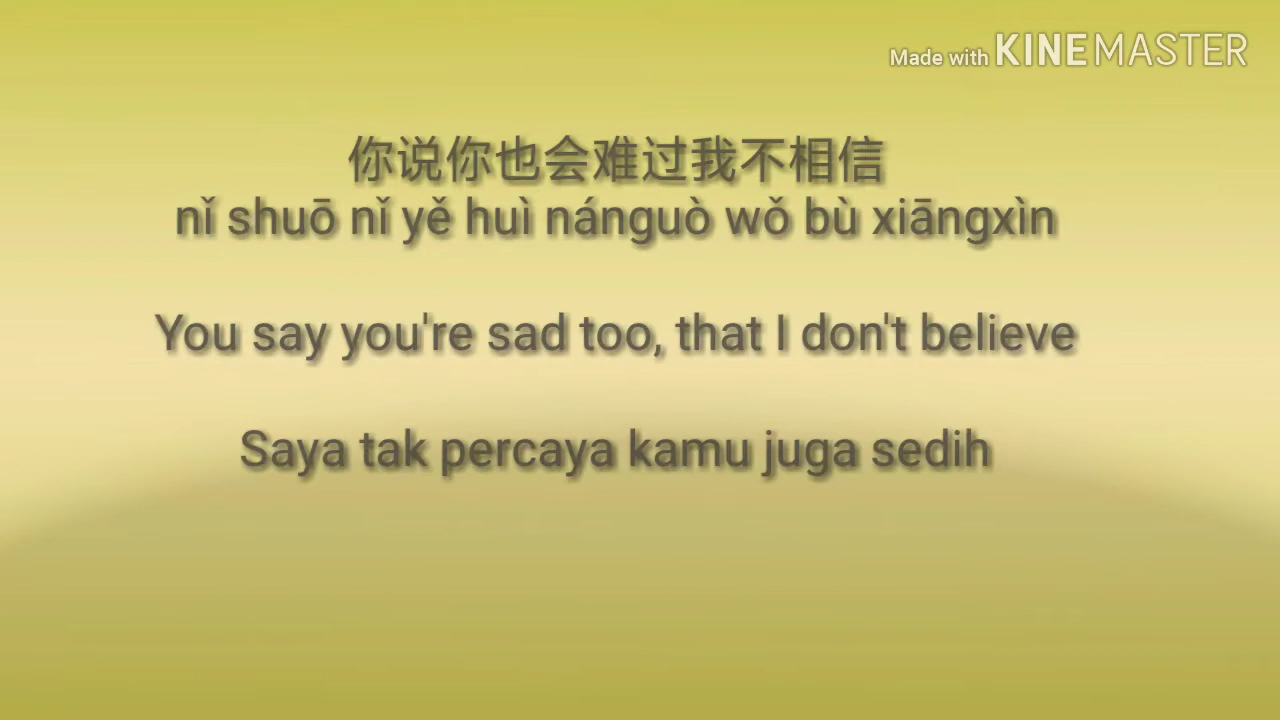 Made with KINEMASTER
你说你也会难过我不相信
nǐ shuō nǐ yě huì nánguò wǒ bù xiāngxìn
You say you're sad too, that I don't believe
Saya tak percaya kamu juga sedih